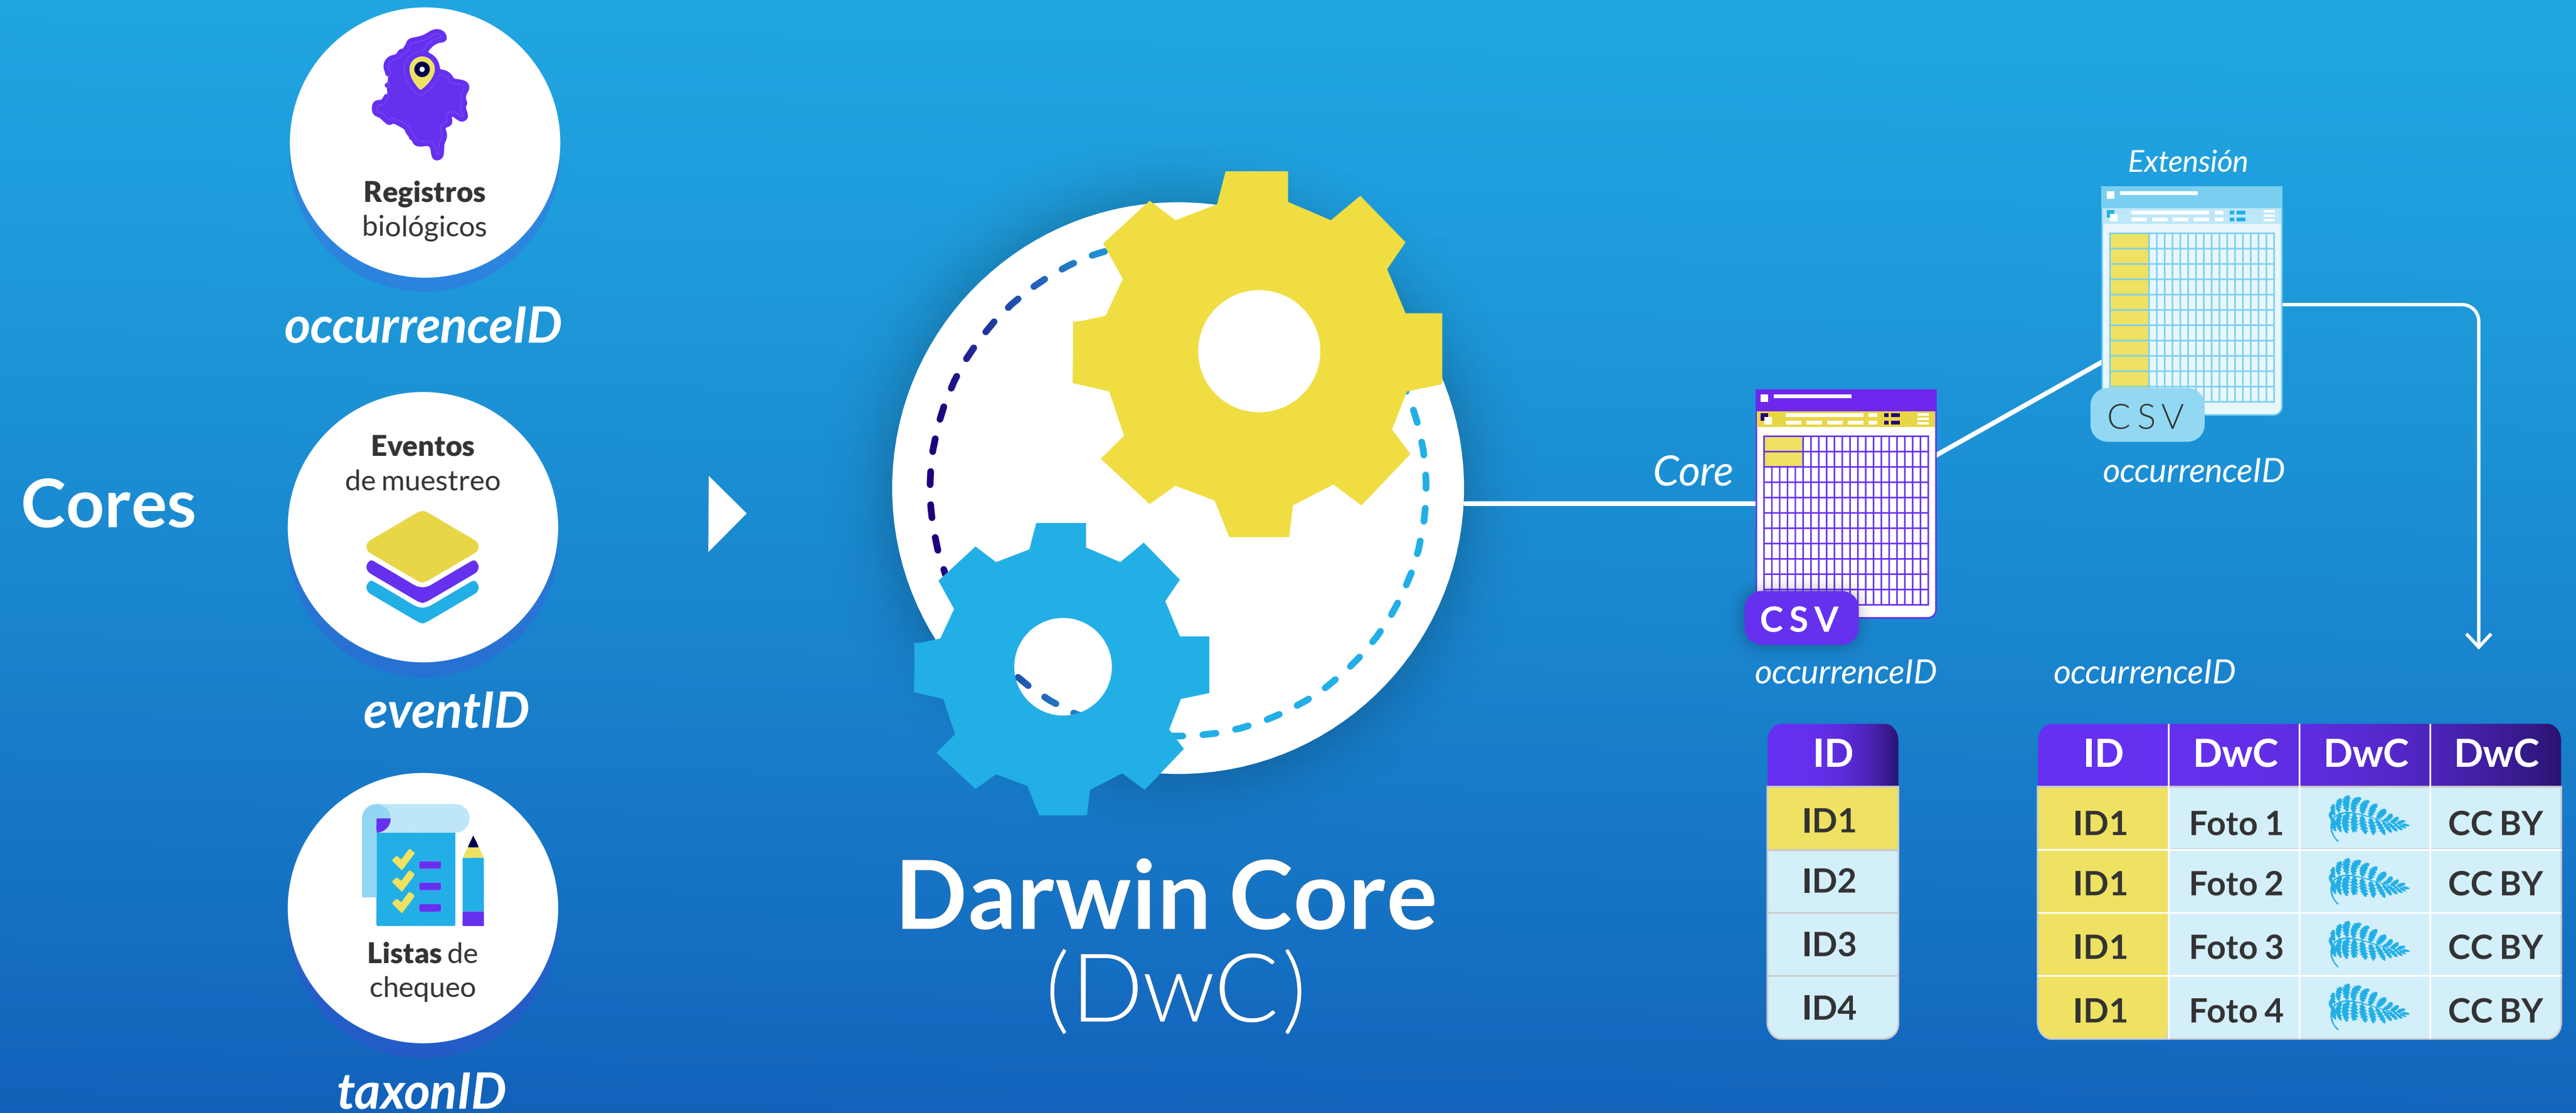 Cores
Registros
biológicos
occurrenceID
Eventos
de muestreo
eventID
Listas de
chequeo
taxonID
Darwin Core
(DwC)
Core
CSV
occurrenceID
Extensión
CSV
occurrenceID
ID
ID1
ID2
ID3
ID4
occurrenceID
ID DwC DwC DwC
ID1 Foto 1 CC BY
ID1 Foto 2 CC BY
ID1 Foto 3 CC BY
ID1 Foto 4 CC BY